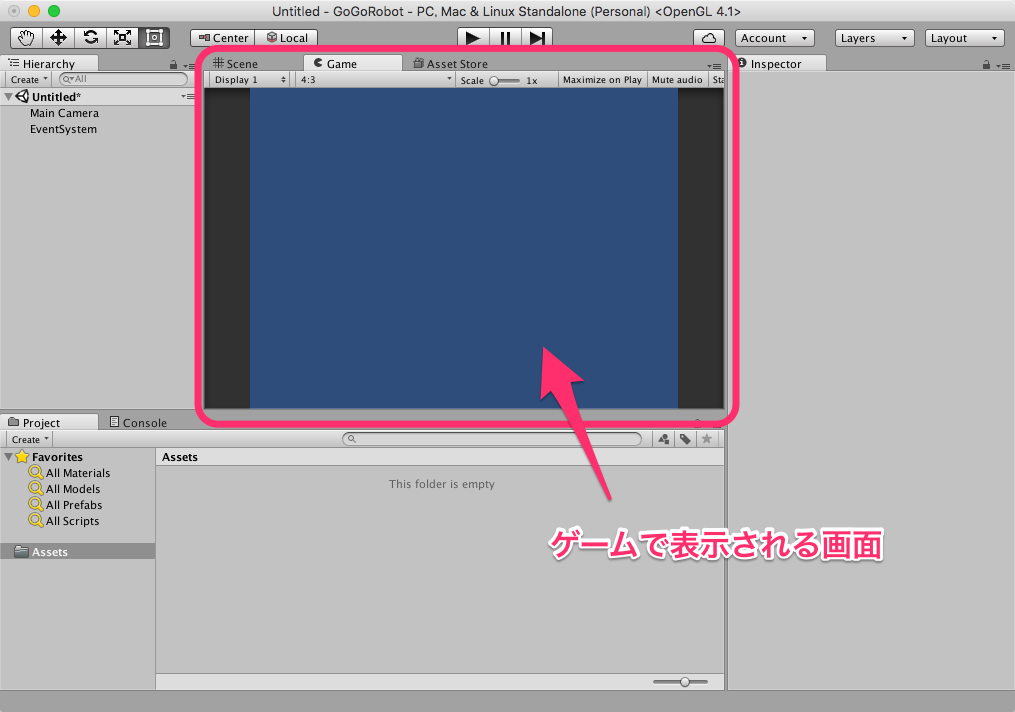 Untitled - GoGoRobot - PC, Mac & Linux Standalone (Personal) <OpenGL 4.1>
Center Local Account Layers Layout
Hierarchy
Create All
Untitled*
Main Camera
EventSystem
Scene Game Asset Store
Display 1 4:3 Scale 1x Maximize on Play Mute audio Sta
Inspector
Project Console
Create
Favorites
All Materials
All Models
All Prefabs
All Scripts
Assets
Assets
This folder is empty
ゲームで表示される画面